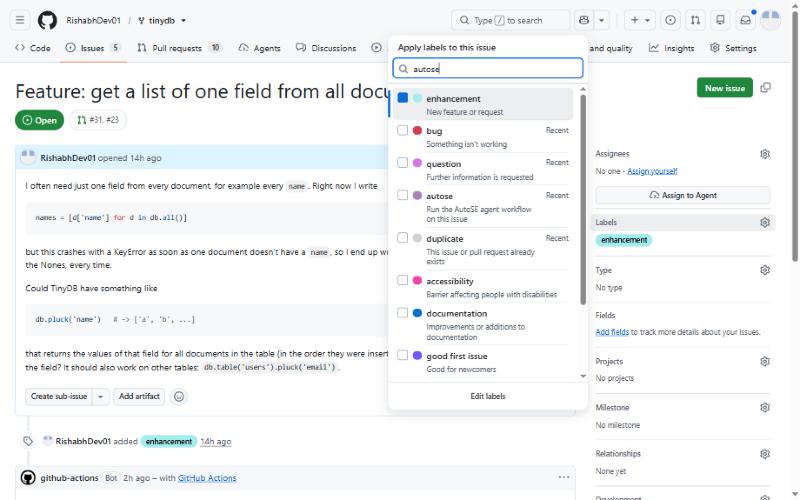 RishabhDev01 / tinydb
Type / to search
Code
Issues 5
Pull requests 10
Agents
Discussions
and quality
Insights
Settings
Feature: get a list of one field from all docu
New issue
Open
#31, #23
Apply labels to this issue
autose
enhancement
New feature or request
bug Recent
Something isn't working
question Recent
Further information is requested
autose Recent
Run the AutoSE agent workflow
on this issue
duplicate Recent
This issue or pull request already
exists
accessibility
Barrier affecting people with disabilities
documentation
Improvements or additions to
documentation
good first issue
Good for newcomers
Edit labels
RishabhDev01 opened 14h ago
I often need just one field from every document, for example every name. Right now I write
names = [d['name'] for d in db.all()]
but this crashes with a KeyError as soon as one document doesn't have a name, so I end up wr
the Nones, every time.
Could TinyDB have something like
db.pluck('name') # -> ['a', 'b', ...]
that returns the values of that field for all documents in the table (in the order they were insert
the field? It should also work on other tables: db.table('users').pluck('email').
Create sub-issue
Add artifact
RishabhDev01 added enhancement 14h ago
github-actions Bot 2h ago – with GitHub Actions
Assignees
No one - Assign yourself
Assign to Agent
Labels
enhancement
Type
No type
Fields
Add fields to track more details about your issues.
Projects
No projects
Milestone
No milestone
Relationships
None yet
Development